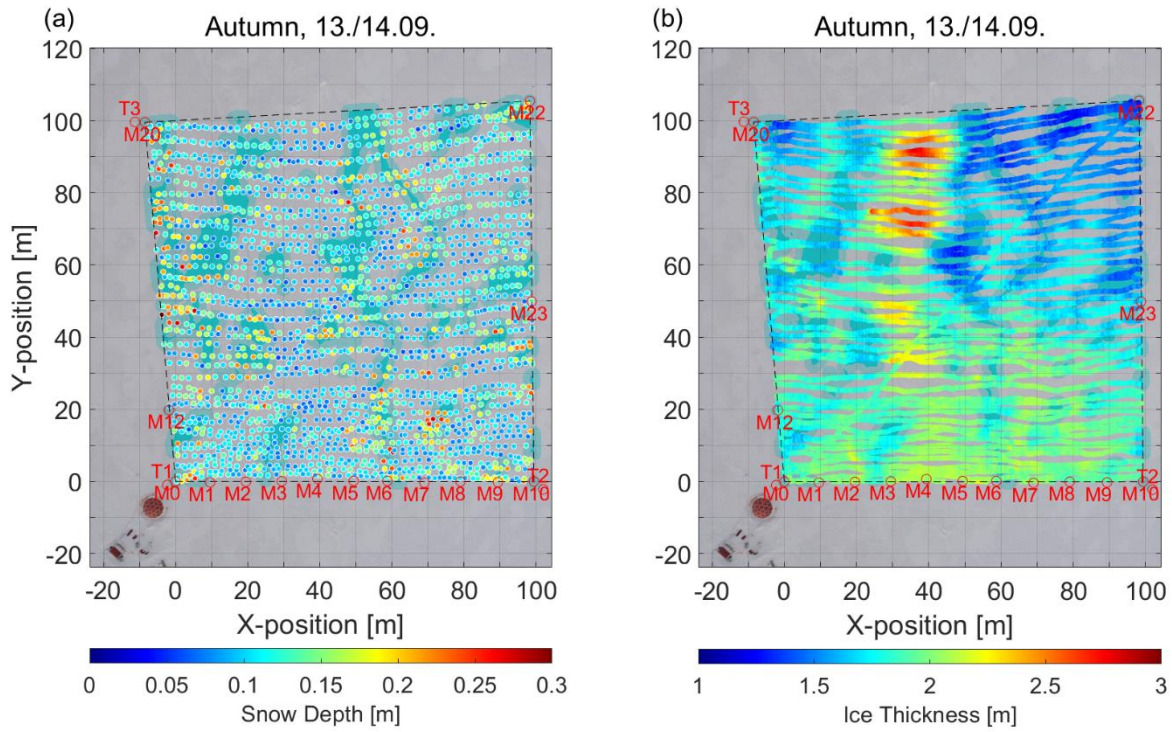 (a)
Autumn, 13./14.09.
120
100
80
60
40
20
0
-20
Y-position [m]
T3
M20
M22
M23
M12
T1
T2
M0 M1 M2 M3 M4 M5 M6 M7 M8 M9 M10
-20 0 20 40 60 80 100
X-position [m]
0 0.05 0.1 0.15 0.2 0.25 0.3
Snow Depth [m]
(b)
Autumn, 13./14.09.
120
100
80
60
40
20
0
-20
T3
M20
M22
M23
M12
T1
T2
M0 M1 M2 M3 M4 M5 M6 M7 M8 M9 M10
-20 0 20 40 60 80 100
X-position [m]
1 1.5 2 2.5 3
Ice Thickness [m]